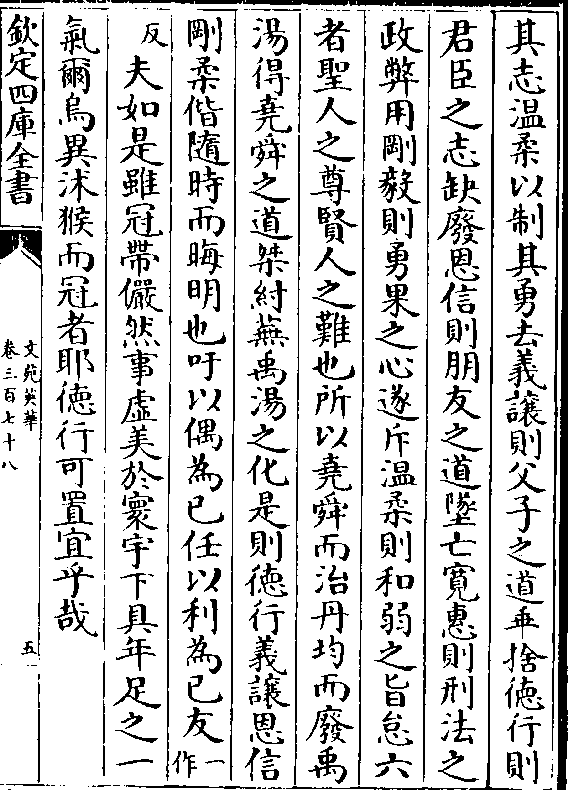 其志温柔以制其勇去義譲則父子之道乖捨徳行則
君臣之志缺廢恩信則朋友之道墜亡寛惠則刑法之
政弊用剛毅則勇果之心遂斥温柔則和弱之旨怠六
者聖人之尊賢人之難也所以堯舜而治丹均而廢禹
湯得堯舜之道桀紂蕪禹湯之化是則徳行義譲恩信
剛柔偕隨時而晦明也吁以偶為已任以利為已友一作
反夫如是雖冠帶儼然事虚美於寰宇下具年足之一
氣爾烏異沭猴而冠者耶徳行可置宜乎哉
欽定四庫全書
文苑英華
卷三百七十八
五